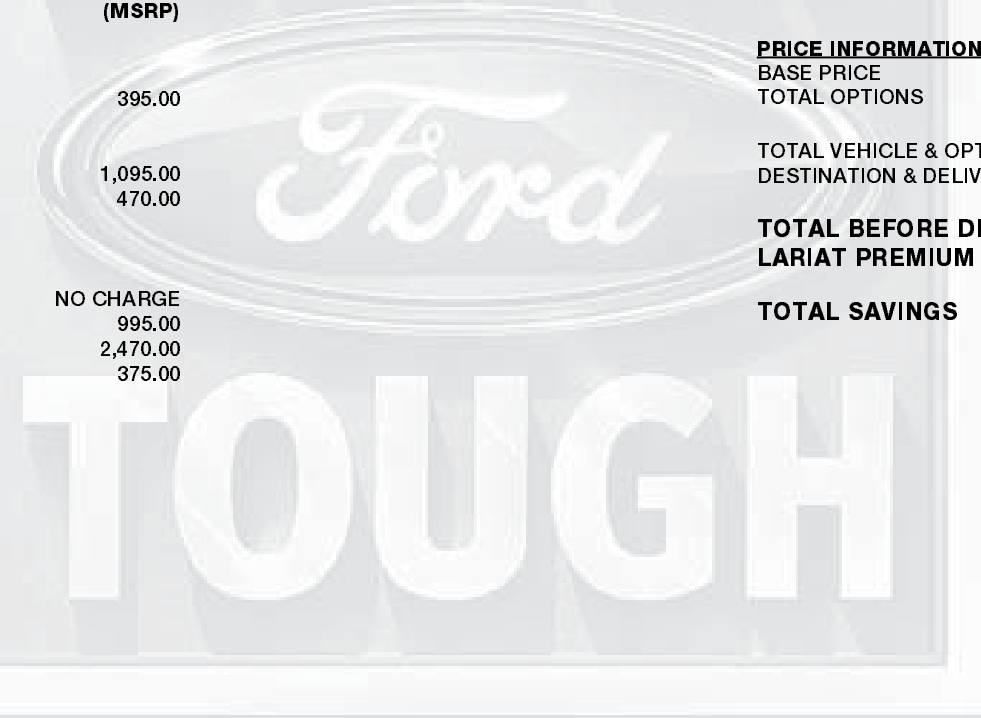 (MSRP)
395.00
1,095.00
470.00
NO CHARGE
995.00
2,470.00
375.00
PRICE INFORMATION
BASE PRICE
TOTAL OPTIONS
TOTAL VEHICLE & OPT
DESTINATION & DELIV
TOTAL BEFORE DI
LARIAT PREMIUM
TOTAL SAVINGS
Ford
TOUGH